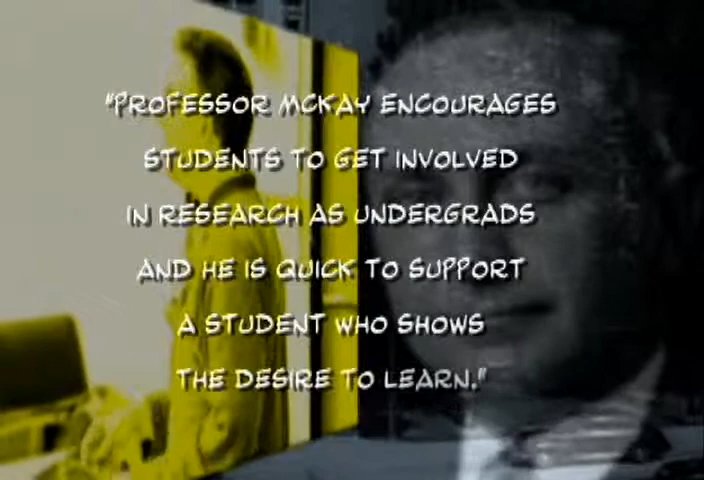 "PROFESSOR MCKAY ENCOURAGES
STUDENTS TO GET INVOLVED
IN RESEARCH AS UNDERGRADS
AND HE IS QUICK TO SUPPORT
A STUDENT WHO SHOWS
THE DESIRE TO LEARN."